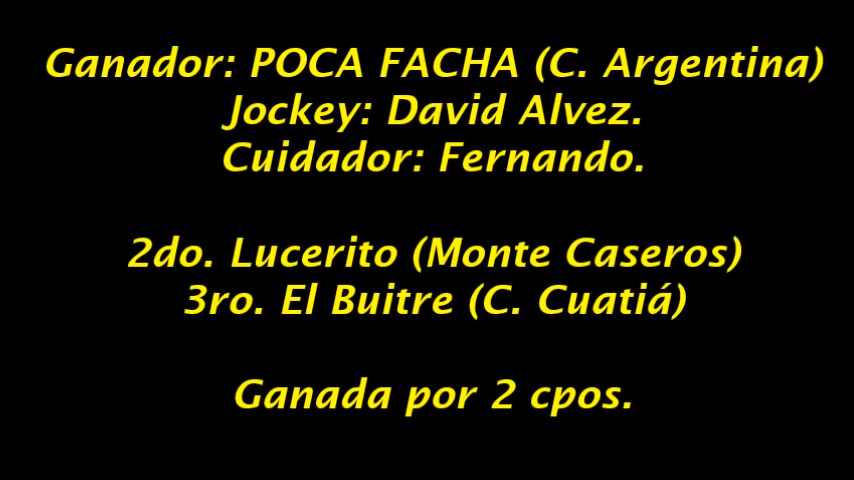 Ganador: POCA FACHA (C. Argentina)
Jockey: David Alvez.
Cuidador: Fernando.
2do. Lucerito (Monte Caseros)
3ro. El Buitre (C. Cuatiá)
Ganada por 2 cpos.